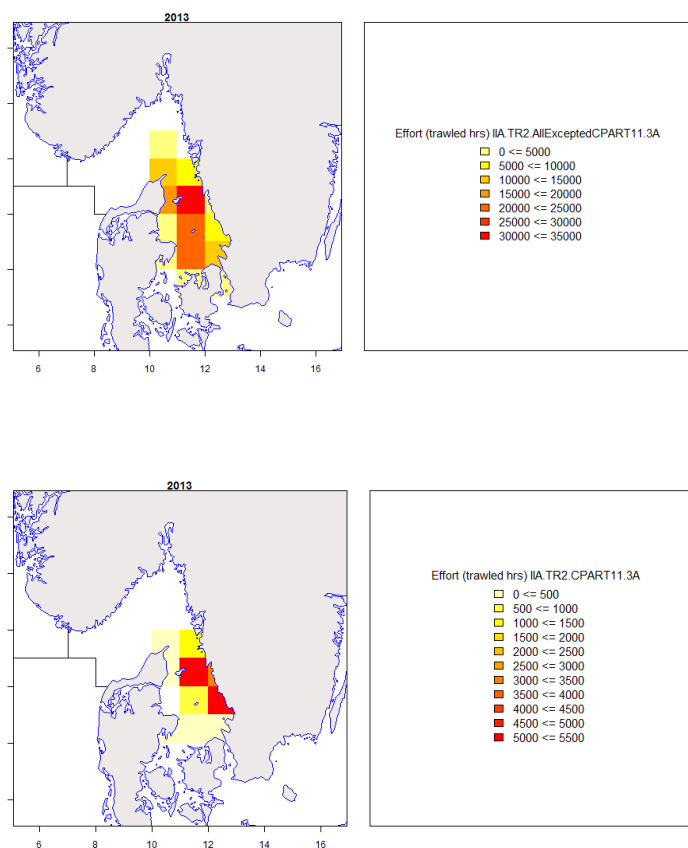 2013
Effort (trawled hrs) IIA.TR2.AllExceptedCPART11.3A
0 <= 5000
5000 <= 10000
10000 <= 15000
15000 <= 20000
20000 <= 25000
25000 <= 30000
30000 <= 35000
6 8 10 12 14 16
2013
Effort (trawled hrs) IIA.TR2.CPART11.3A
0 <= 500
500 <= 1000
1000 <= 1500
1500 <= 2000
2000 <= 2500
2500 <= 3000
3000 <= 3500
3500 <= 4000
4000 <= 4500
4500 <= 5000
5000 <= 5500
6 8 10 12 14 16